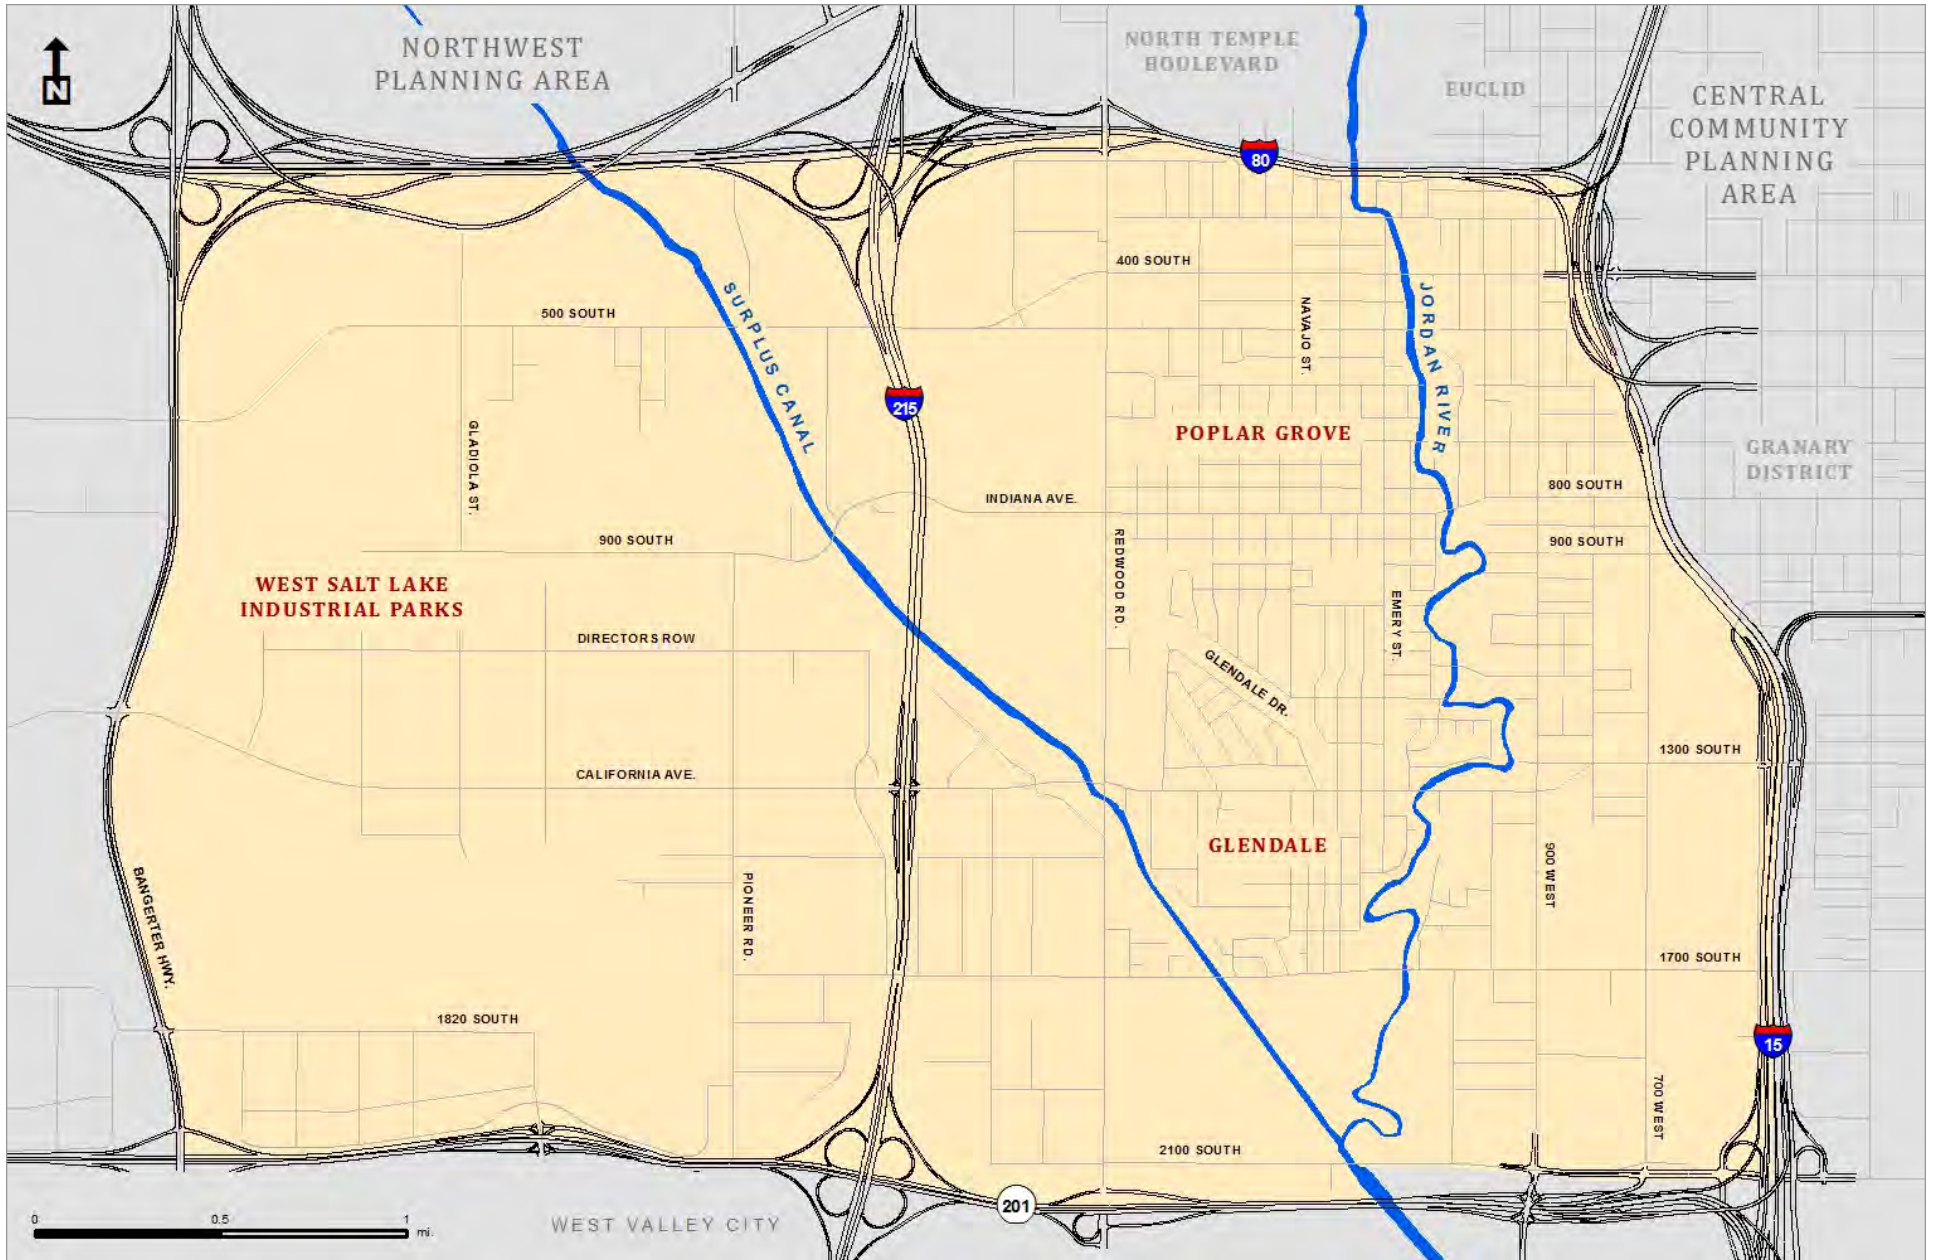 N
NORTHWEST
PLANNING AREA
NORTH TEMPLE
BOULEVARD
EUCLID
CENTRAL
COMMUNITY
PLANNING
AREA
80
400 SOUTH
500 SOUTH
SURPLUS CANAL
NAVAJO ST.
JORDAN RIVER
215
GLADIOLA ST.
POPLAR GROVE
GRANARY
DISTRICT
INDIANA AVE.
800 SOUTH
900 SOUTH
900 SOUTH
REDWOOD RD.
WEST SALT LAKE
INDUSTRIAL PARKS
EMERY ST.
DIRECTORS ROW
GLENDALE DR.
1300 SOUTH
CALIFORNIA AVE.
GLENDALE
900 WEST
BANGERTER HWY.
PIONEER RD.
1700 SOUTH
1820 SOUTH
15
700 WEST
2100 SOUTH
201
0 0.5 1
mi.
WEST VALLEY CITY